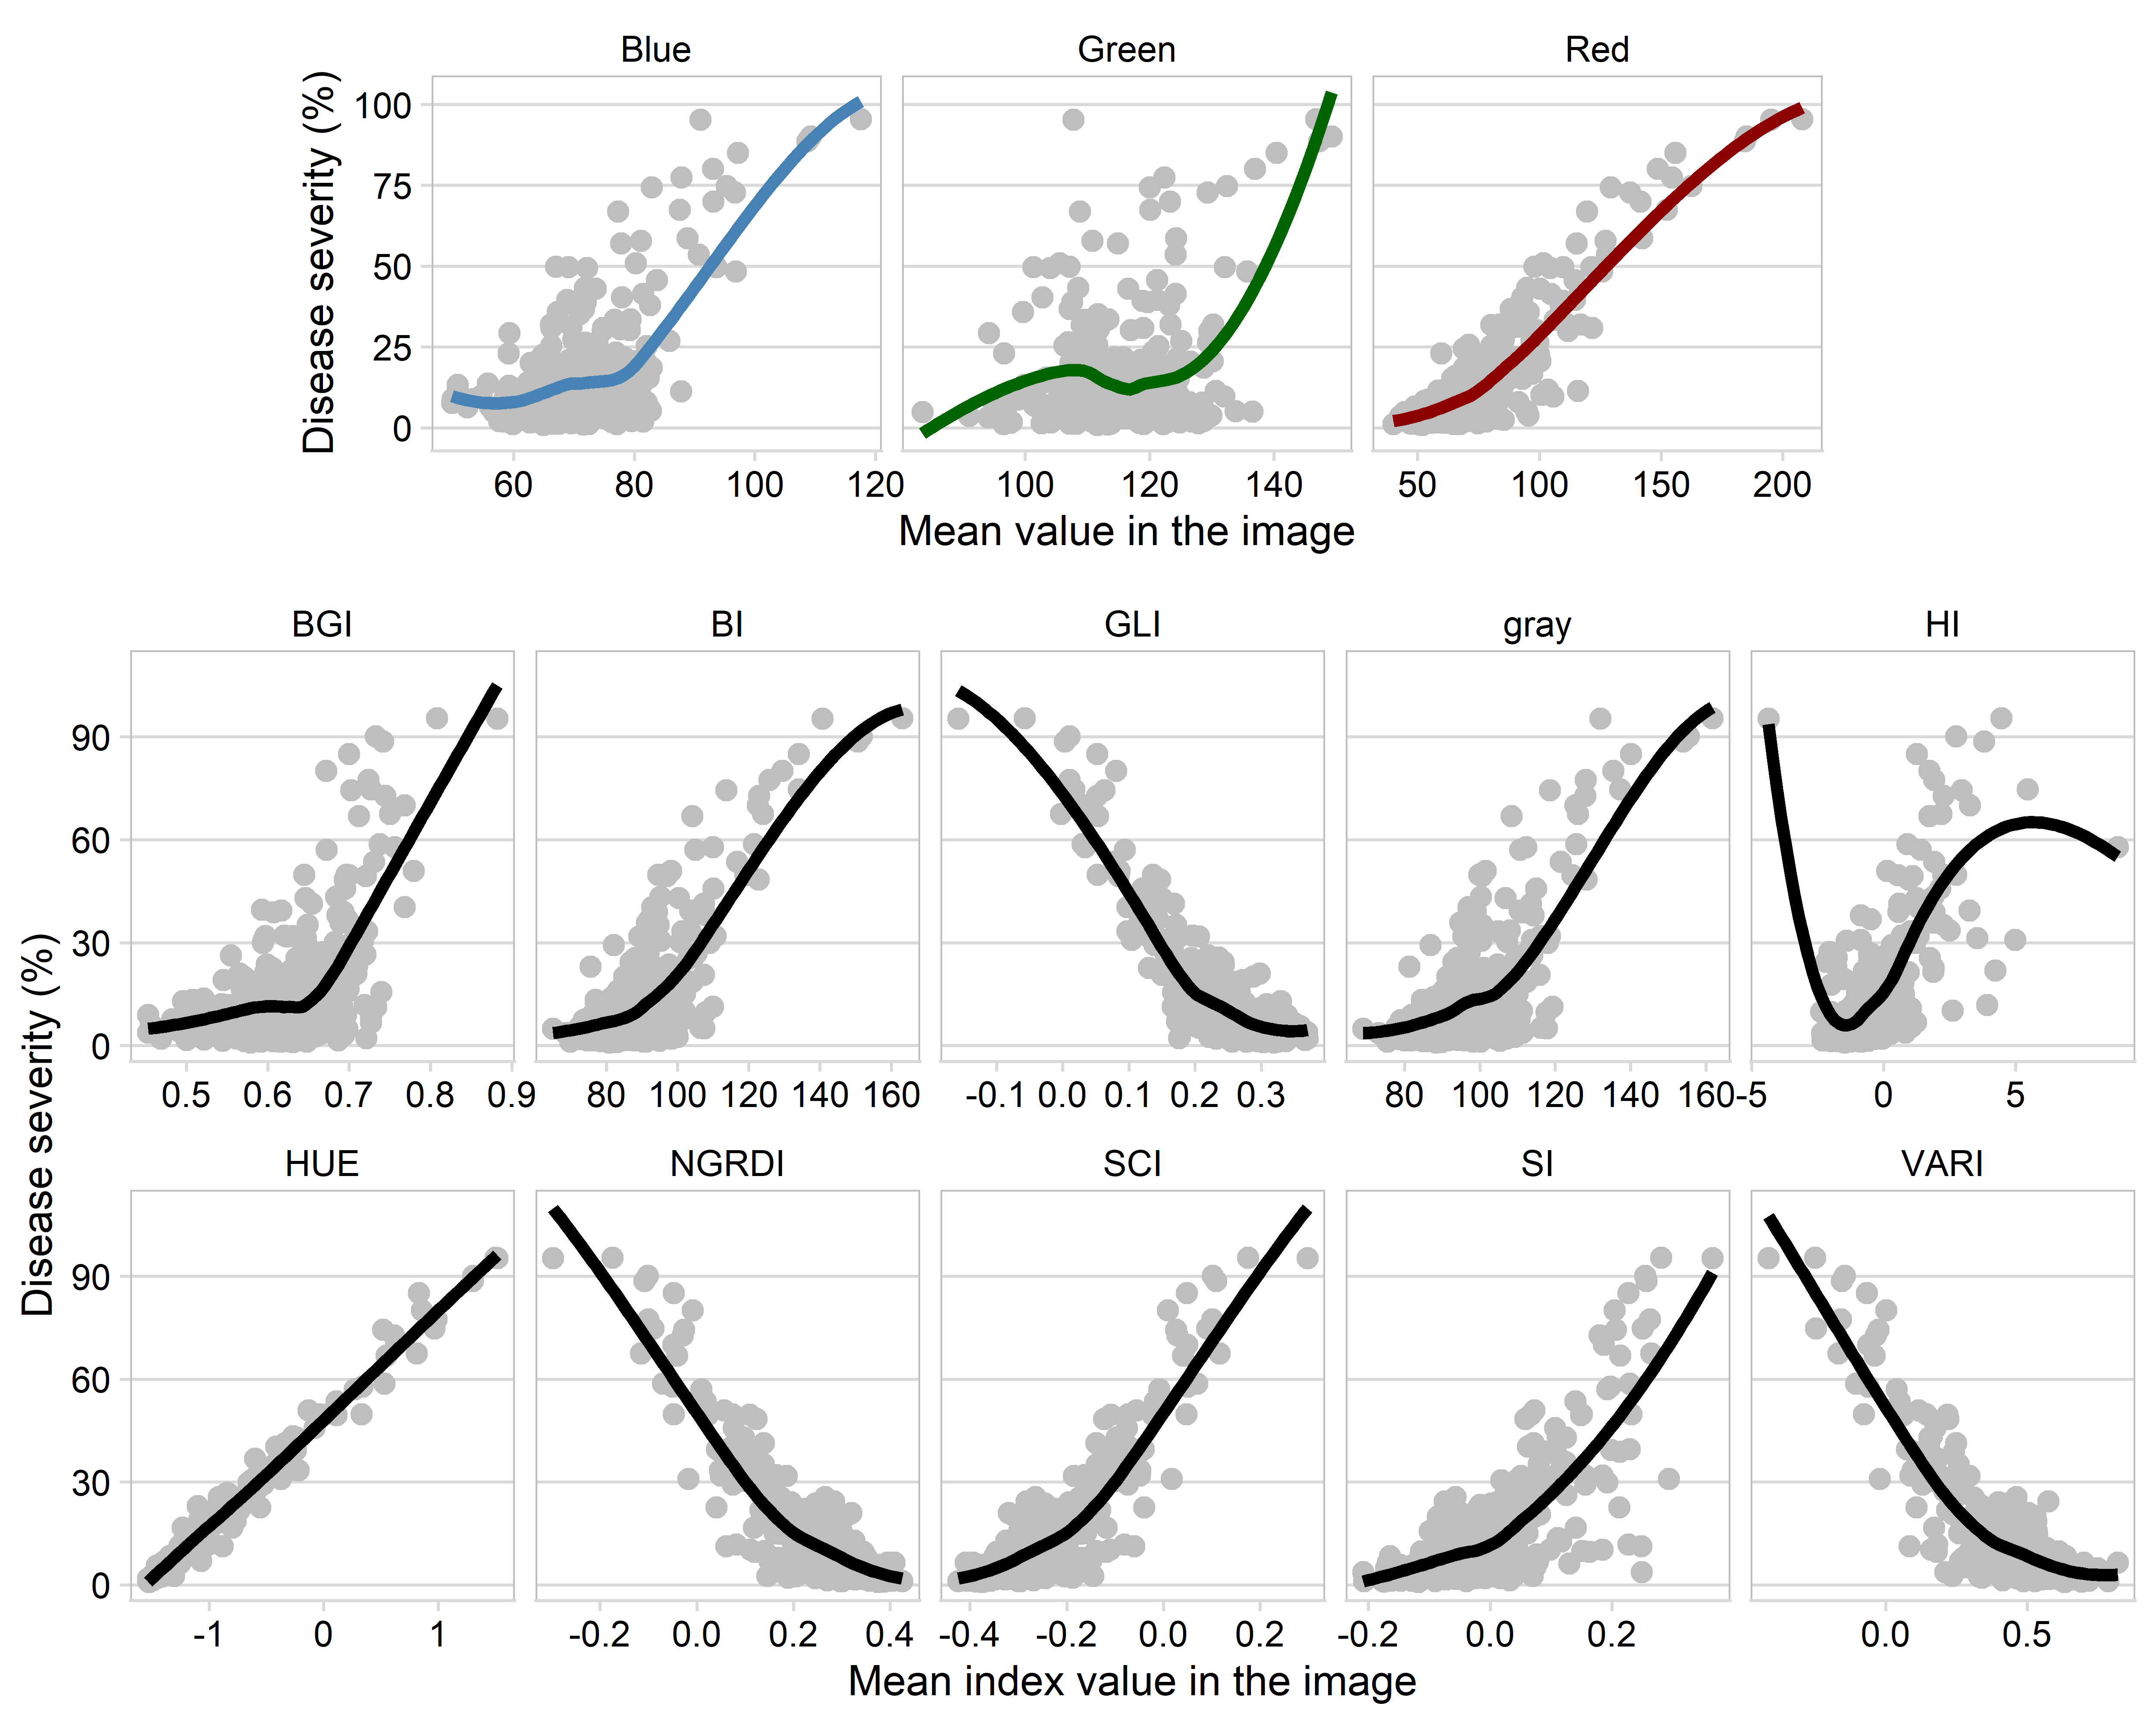 Blue Green Red
Disease severity (%)
100
75
50
25
0
60 80 100 120 100 120 140 50 100 150 200
Mean value in the image
BGI BI GLI gray HI
Disease severity (%)
90
60
30
0
0.5 0.6 0.7 0.8 0.9 80 100 120 140 160 -0.1 0.0 0.1 0.2 0.3 80 100 120 140 160 -5 0 5
HUE NGRDI SCI SI VARI
90
60
30
0
-1 0 1 -0.2 0.0 0.2 0.4 -0.4 -0.2 0.0 0.2 -0.2 0.0 0.2 0.0 0.5
Mean index value in the image